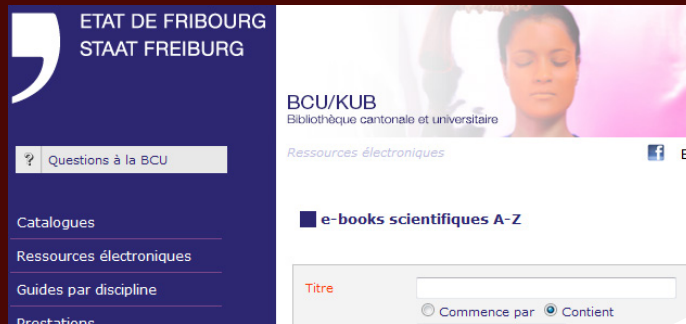 ETAT DE FRIBOURG
STAAT FREIBURG
BCU/KUB
Bibliothèque cantonale et universitaire
? Questions à la BCU
Ressources électroniques
Catalogues
Ressources électroniques
Guides par discipline
Prestations
e-books scientifiques A-Z
Titre
Commence par Contient